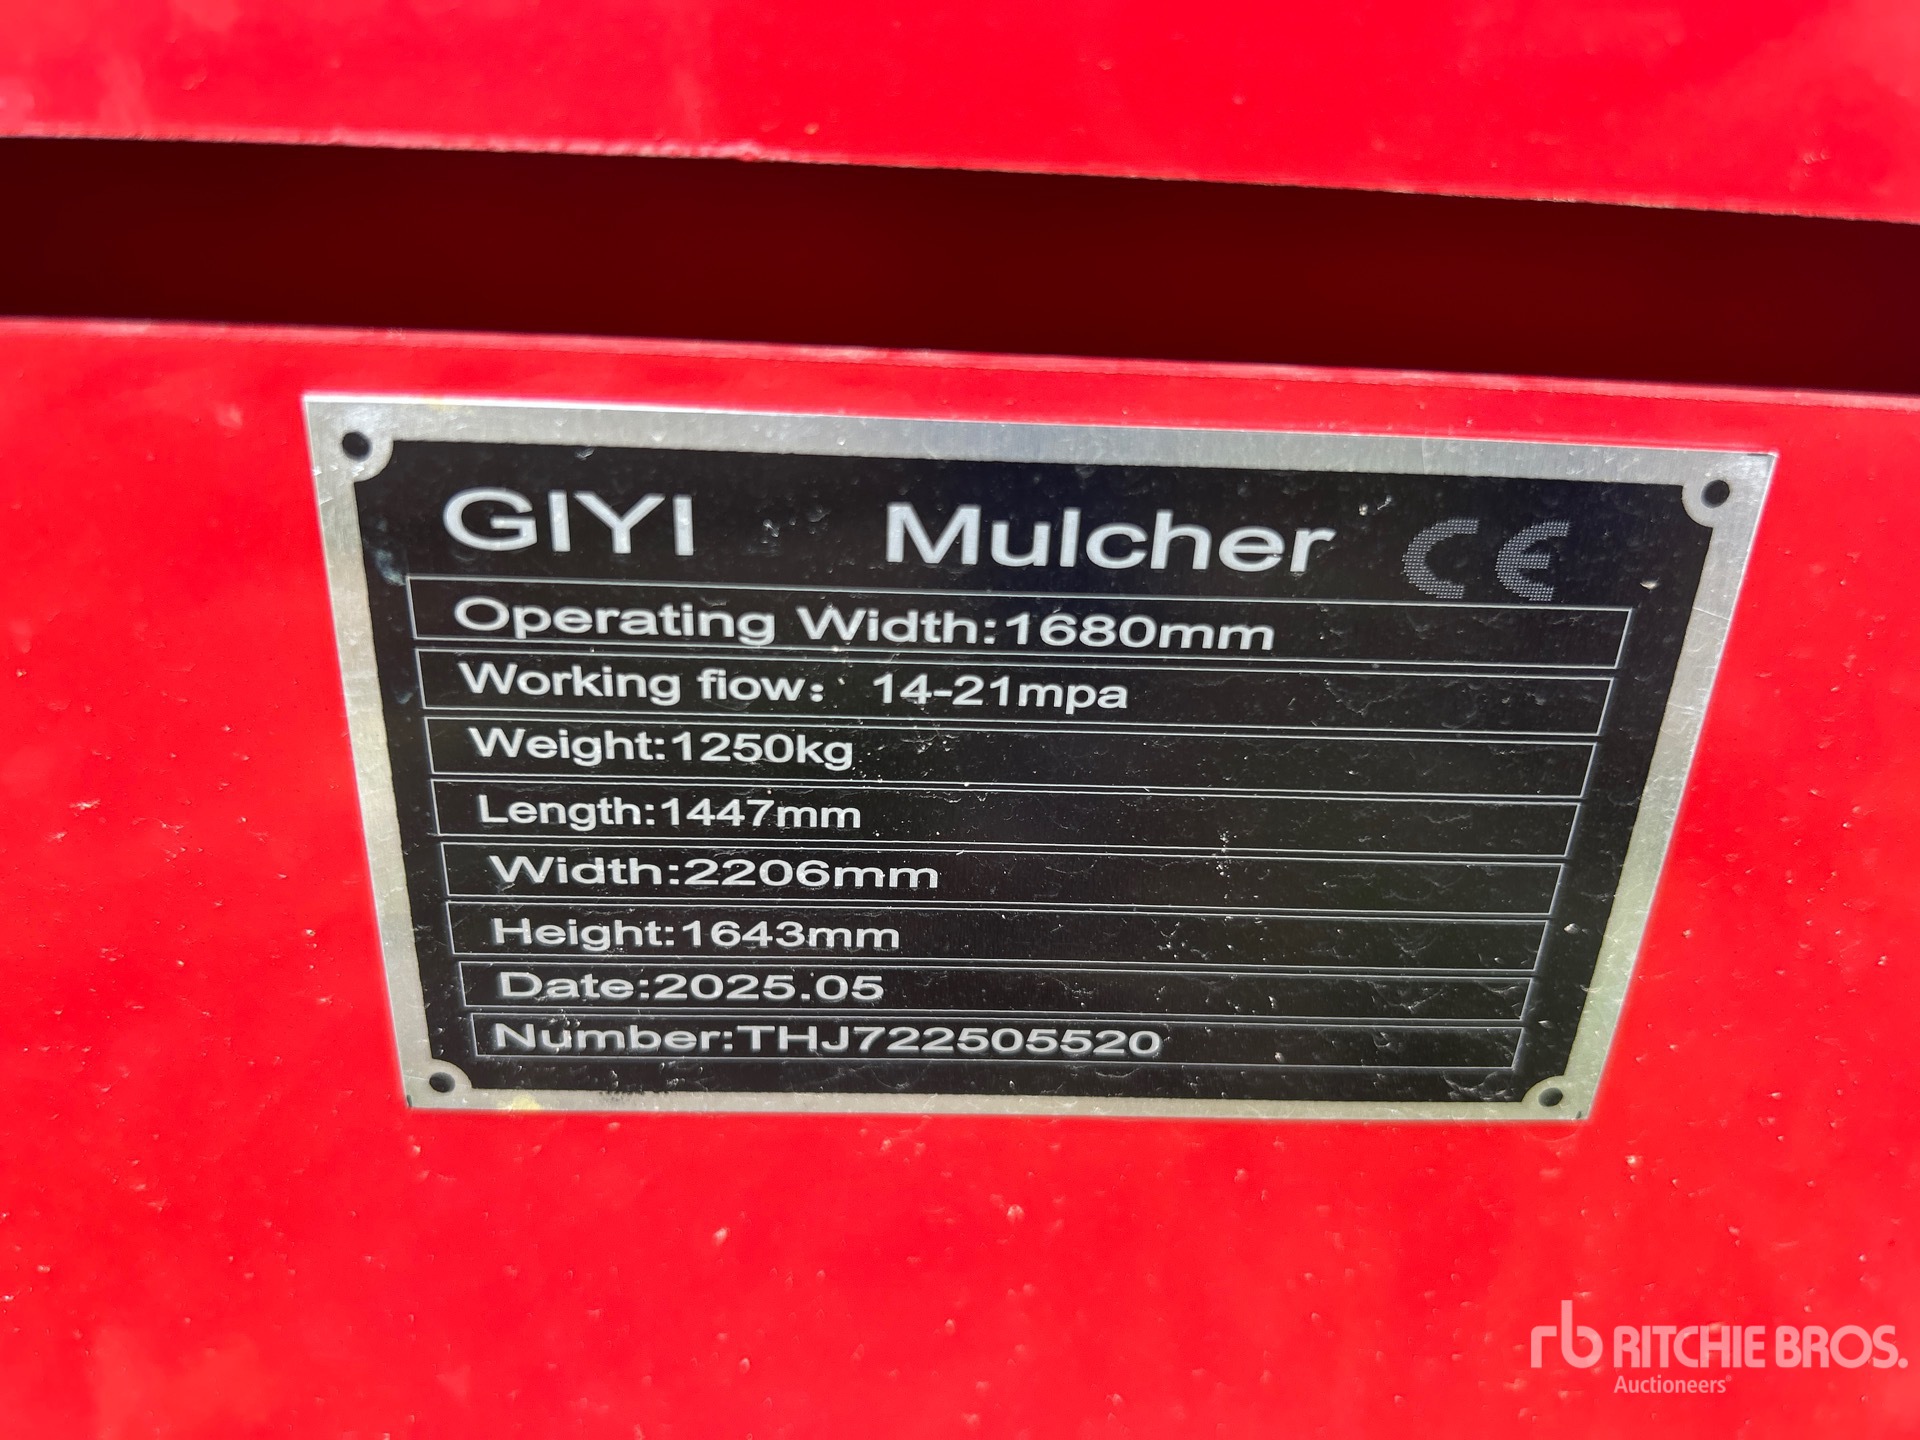 GIYI Mulcher CE
Operating Width:1680mm
Working fiow: 14-21mpa
Weight:1250kg
Length:1447mm
Width:2206mm
Height:1643mm
Date:2025.05
Number:THJ722505520
rb RITCHIE BROS.
Auctioneers